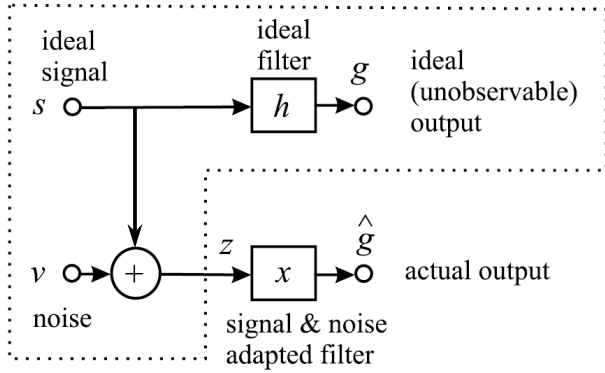 ideal
signal
s
ideal
filter
h
g
ideal
(unobservable)
output
v
noise
+
z
x
signal & noise
adapted filter
ĝ
actual output